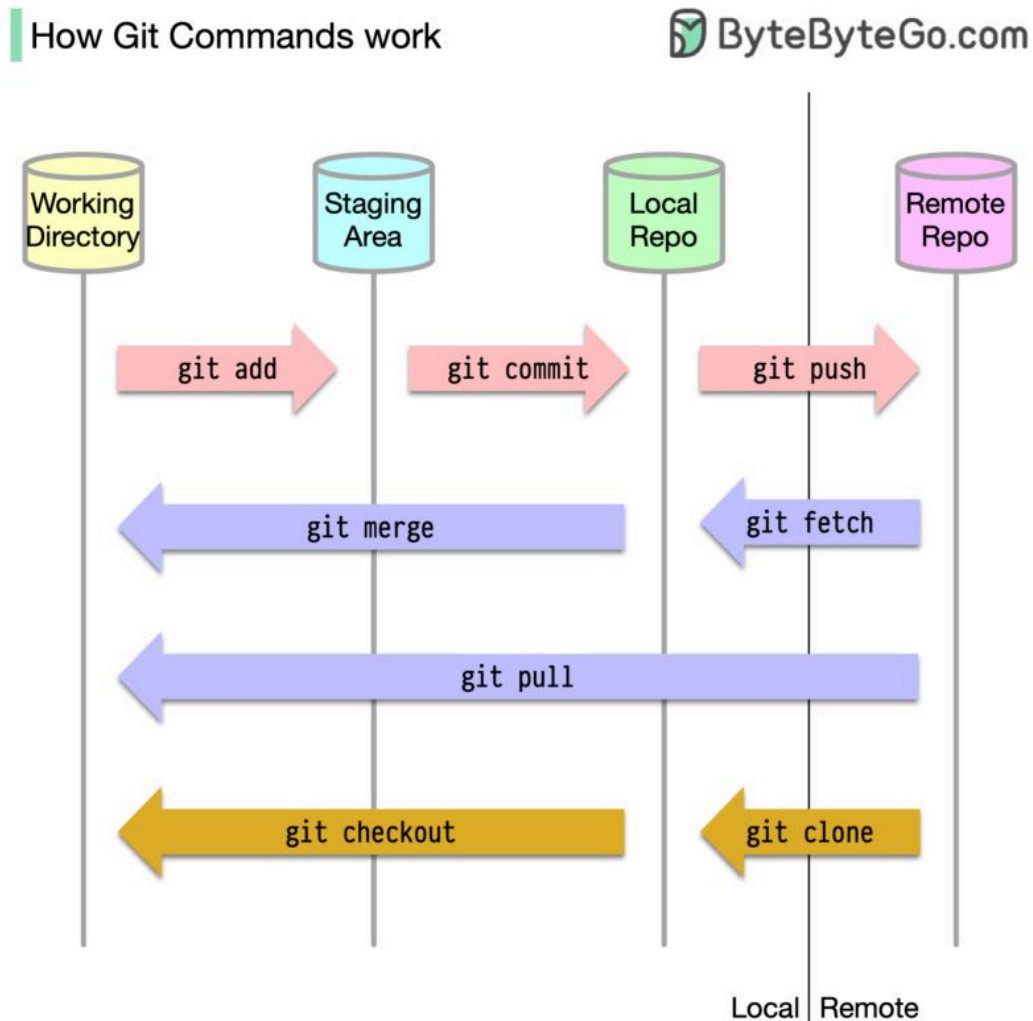 How Git Commands work
ByteByteGo.com
Working
Directory
Staging
Area
Local
Repo
Remote
Repo
git add
git commit
git push
git merge
git fetch
git pull
git checkout
git clone
Local
Remote